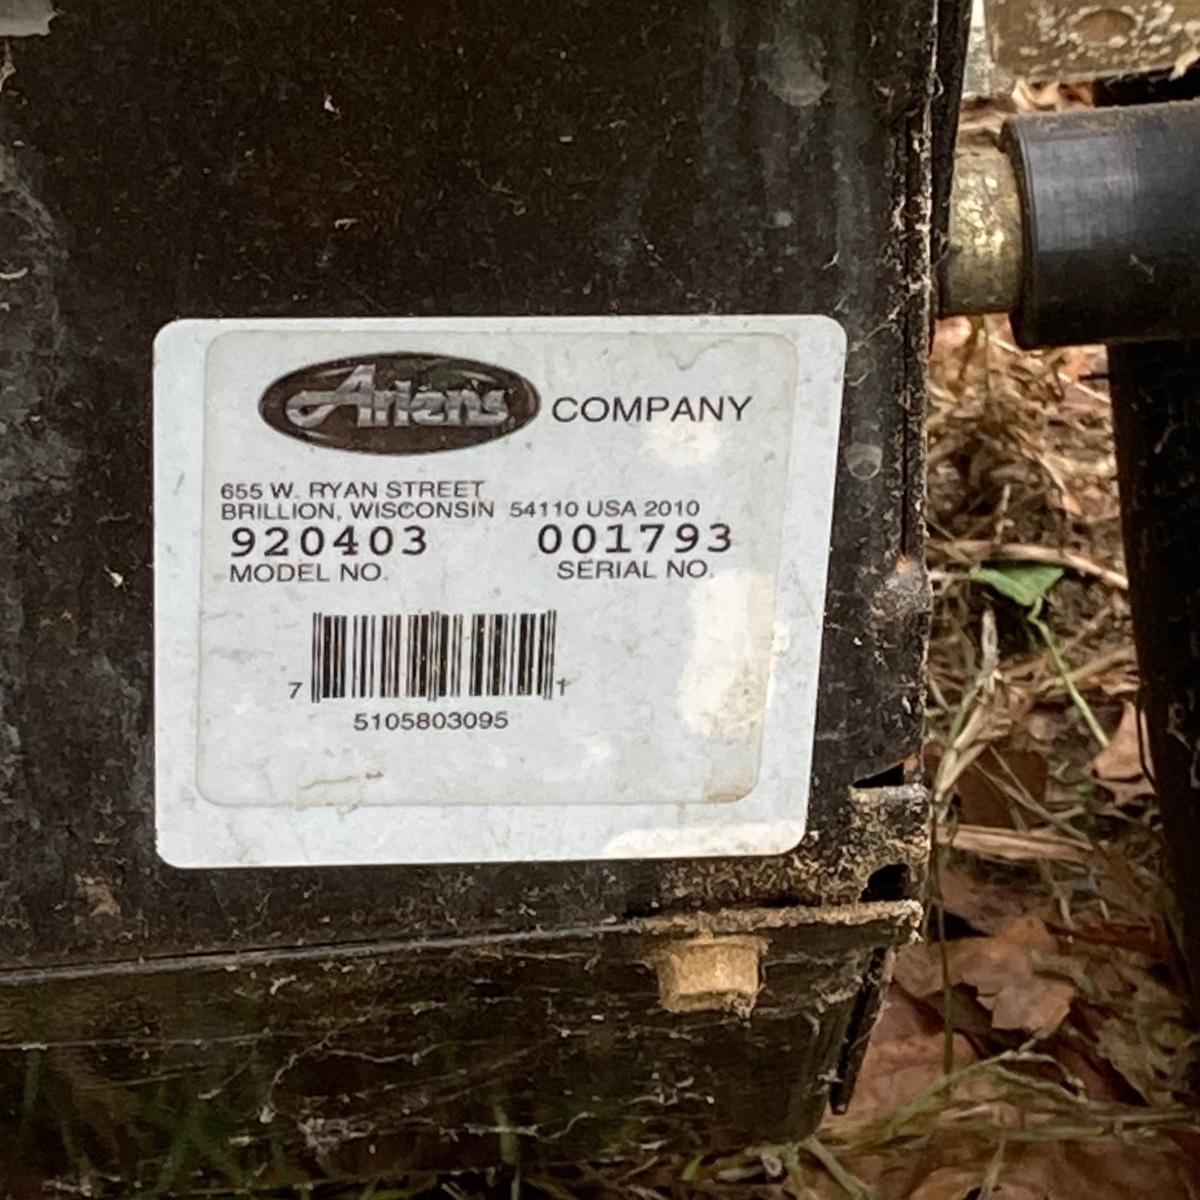 Ariens COMPANY
655 W. RYAN STREET
BRILLION, WISCONSIN 54110 USA 2010
920403 001793
MODEL NO. SERIAL NO.
7 1
5105803095